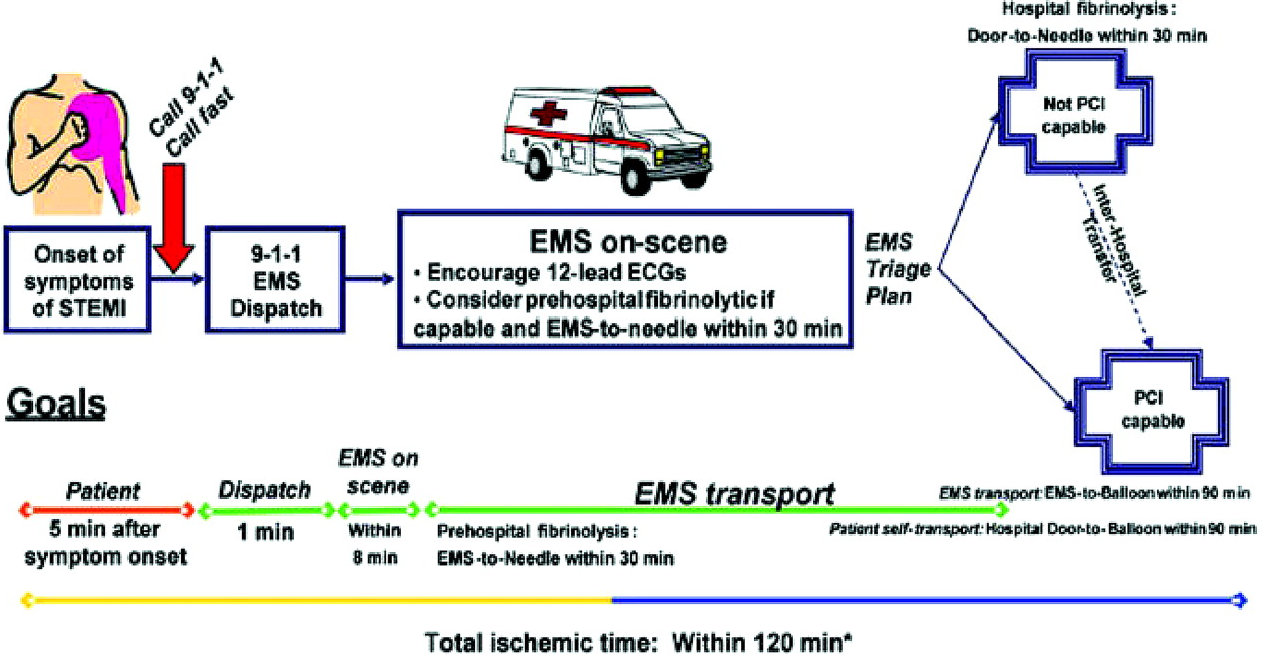 Hospital fibrinolysis:
Door-to-Needle within 30 min
Call 9-1-1
Call fast
Not PCI
capable
Onset of
symptoms
of STEMI
9-1-1
EMS
Dispatch
EMS on-scene
• Encourage 12-lead ECGs
• Consider prehospital fibrinolytic if
capable and EMS-to-needle within 30 min
EMS
Triage
Plan
Inter-Hospital
Transfer
PCI
capable
Goals
Patient
5 min after
symptom onset
Dispatch
1 min
EMS on
scene
Within
8 min
EMS transport
Prehospital fibrinolysis:
EMS-to-Needle within 30 min
EMS transport: EMS-to-Balloon within 90 min
Patient self-transport: Hospital Door-to-Balloon within 90 min
Total ischemic time: Within 120 min*